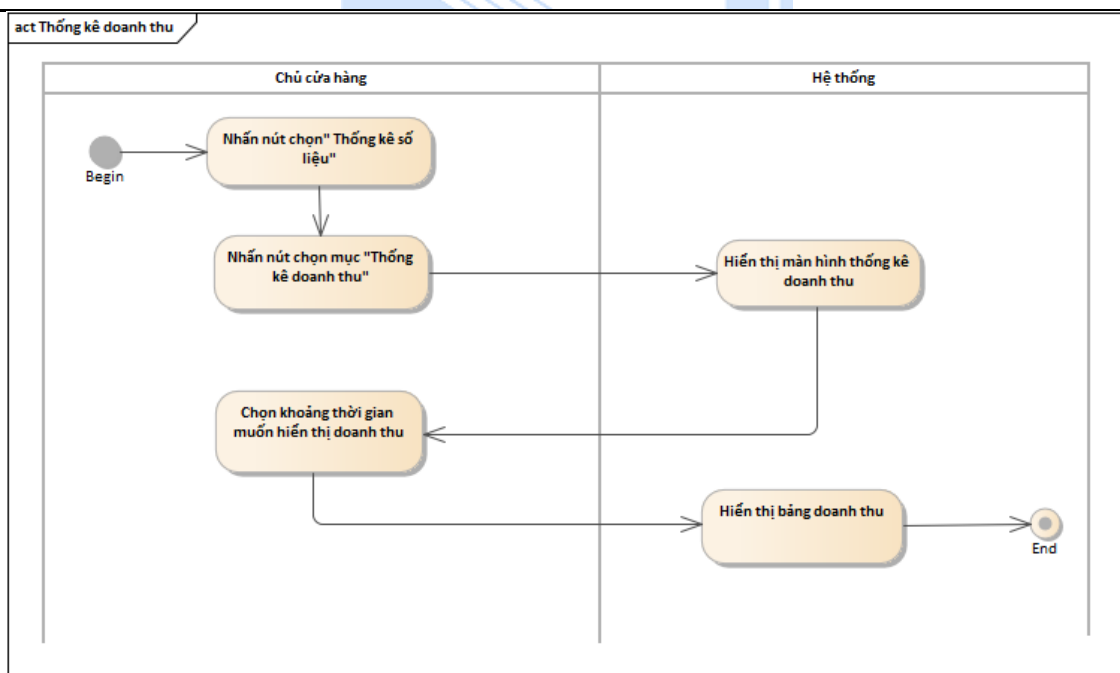 act Thống kê doanh thu
Chủ cửa hàng
Hệ thống
Begin
Nhấn nút chọn" Thống kê số
liệu"
Nhấn nút chọn mục "Thống
kê doanh thu"
Hiển thị màn hình thống kê
doanh thu
Chọn khoảng thời gian
muốn hiển thị doanh thu
Hiển thị bảng doanh thu
End